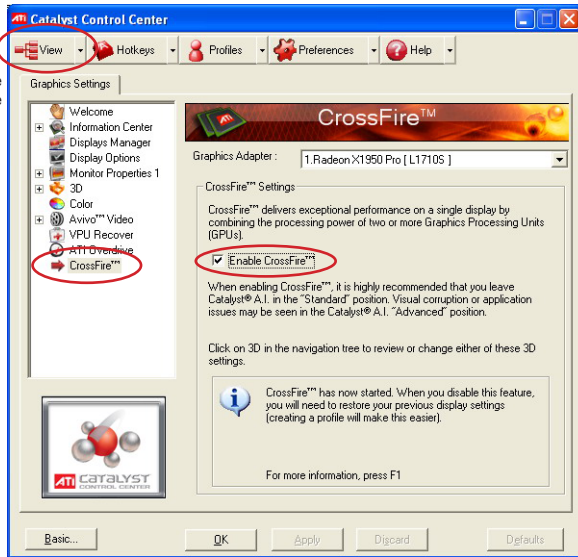 Catalyst Control Center
View
Hotkeys
Profiles
Preferences
Help
Graphics Settings
Welcome
Information Center
Displays Manager
Display Options
Monitor Properties 1
3D
Color
Avivo™ Video
VPU Recover
ATI Overdrive
CrossFire™
CrossFire™
Graphics Adapter :
1.Radeon X1950 Pro [ L1710S ]
CrossFire™ Settings
CrossFire™ delivers exceptional performance on a single display by
combining the processing power of two or more Graphics Processing Units
(GPUs).
Enable CrossFire™
When enabling CrossFire™, it is highly recommended that you leave
Catalyst® A.I. in the "Standard" position. Visual corruption or application
issues may be seen in the Catalyst® A.I. "Advanced" position.
Click on 3D in the navigation tree to review or change either of these 3D
settings.
CrossFire™ has now started. When you disable this feature,
you will need to restore your previous display settings
(creating a profile will make this easier).
For more information, press F1
ATI CATALYST
CONTROL CENTER
Basic...
OK
Apply
Discard
Defaults